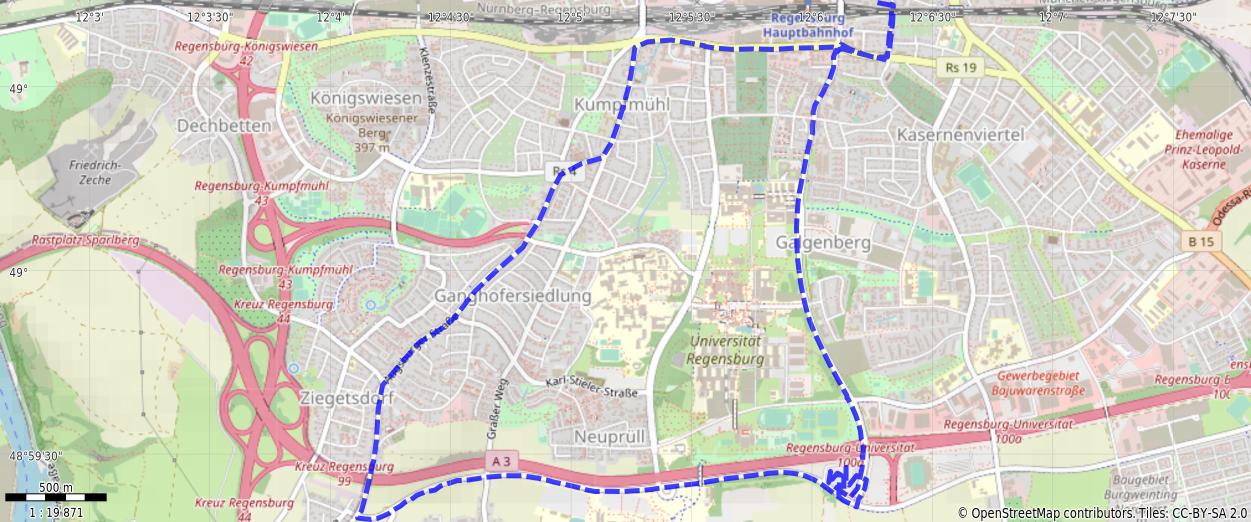 Nürnberg-Regensburg
12°3'
12°3'30"
12°4'
12°4'30"
12°5'
12°5'30"
12°6'
12°6'30"
12°7'
12°7'30"
Regensburg
Hauptbahnhof
Regensburg-Königswiesen
42
Klenzestraße
Rs 19
49°
Königswiesen
Kumpfmühl
Königswiesener
Berg
397 m
Dechbetten
Kasernenviertel
Ehemalige
Prinz-Leopold-
Kaserne
Friedrich-
Zeche
Regensburg-Kumpfmühl
43
Rastplatz Sparlberg
Galgenberg
B 15
49°
Regensburg-Kumpfmühl
43
Kreuz Regensburg
44
Ganghofersiedlung
Universität
Regensburg
Karl-Stieler-Straße
Gewerbegebiet
Bajuwarenstraße
Ziegetsdorf
Graßer Weg
Neuprüll
Regensburg-Universität
100a
Regensburg-Universität
100a
48°59'30"
Kreuz Regensburg
99
A 3
Baugebiet
Burgweinting
Kreuz Regensburg
44
500 m
1 : 19 871
© OpenStreetMap contributors. Tiles: CC-BY-SA 2.0